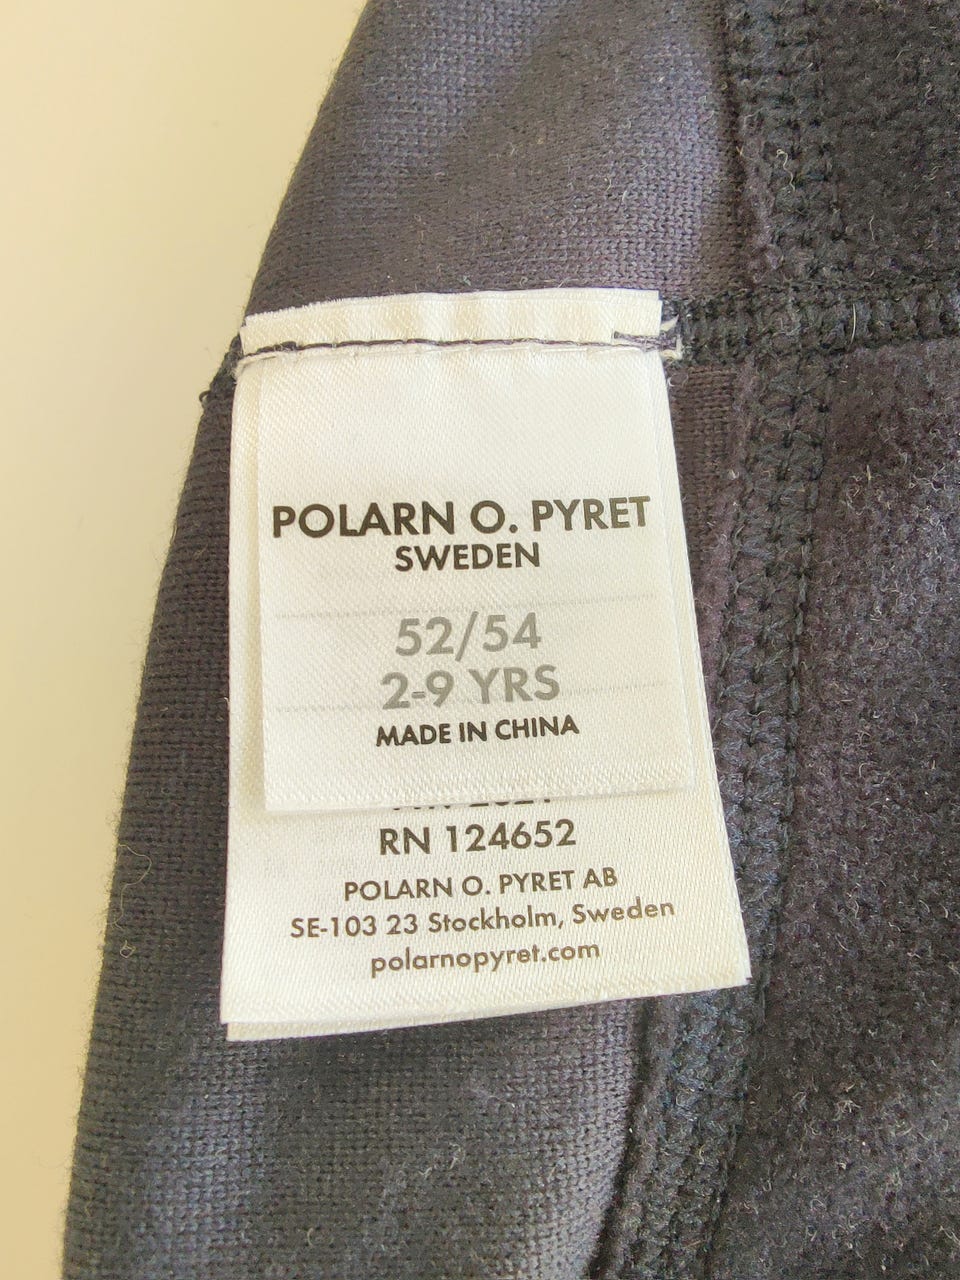 POLARN O. PYRET
SWEDEN
52/54
2-9 YRS
MADE IN CHINA
RN 124652
POLARN O. PYRET AB
SE-103 23 Stockholm, Sweden
polarnopyret.com